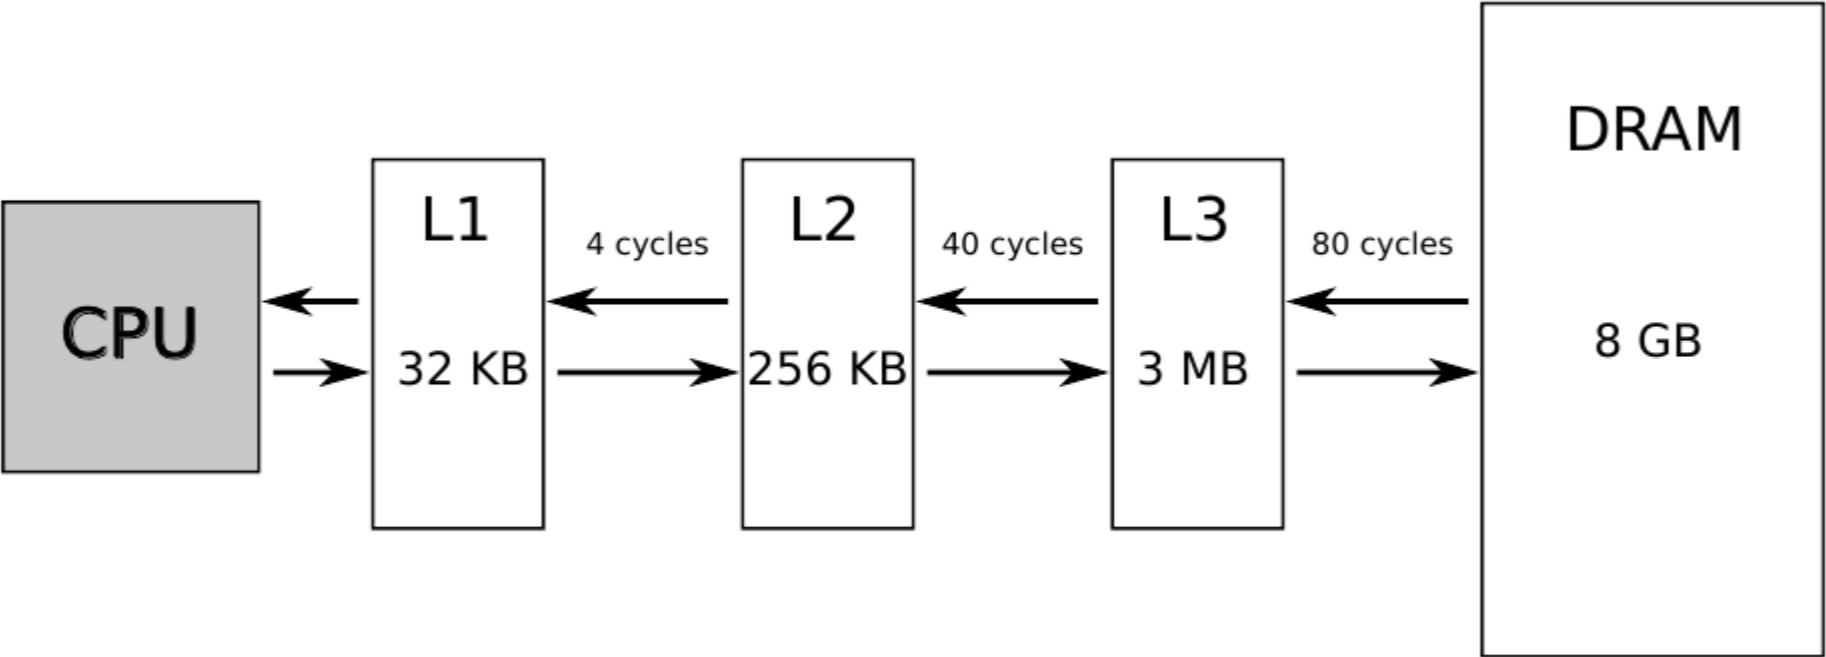 CPU
L1
32 KB
4 cycles
L2
256 KB
40 cycles
L3
3 MB
80 cycles
DRAM
8 GB